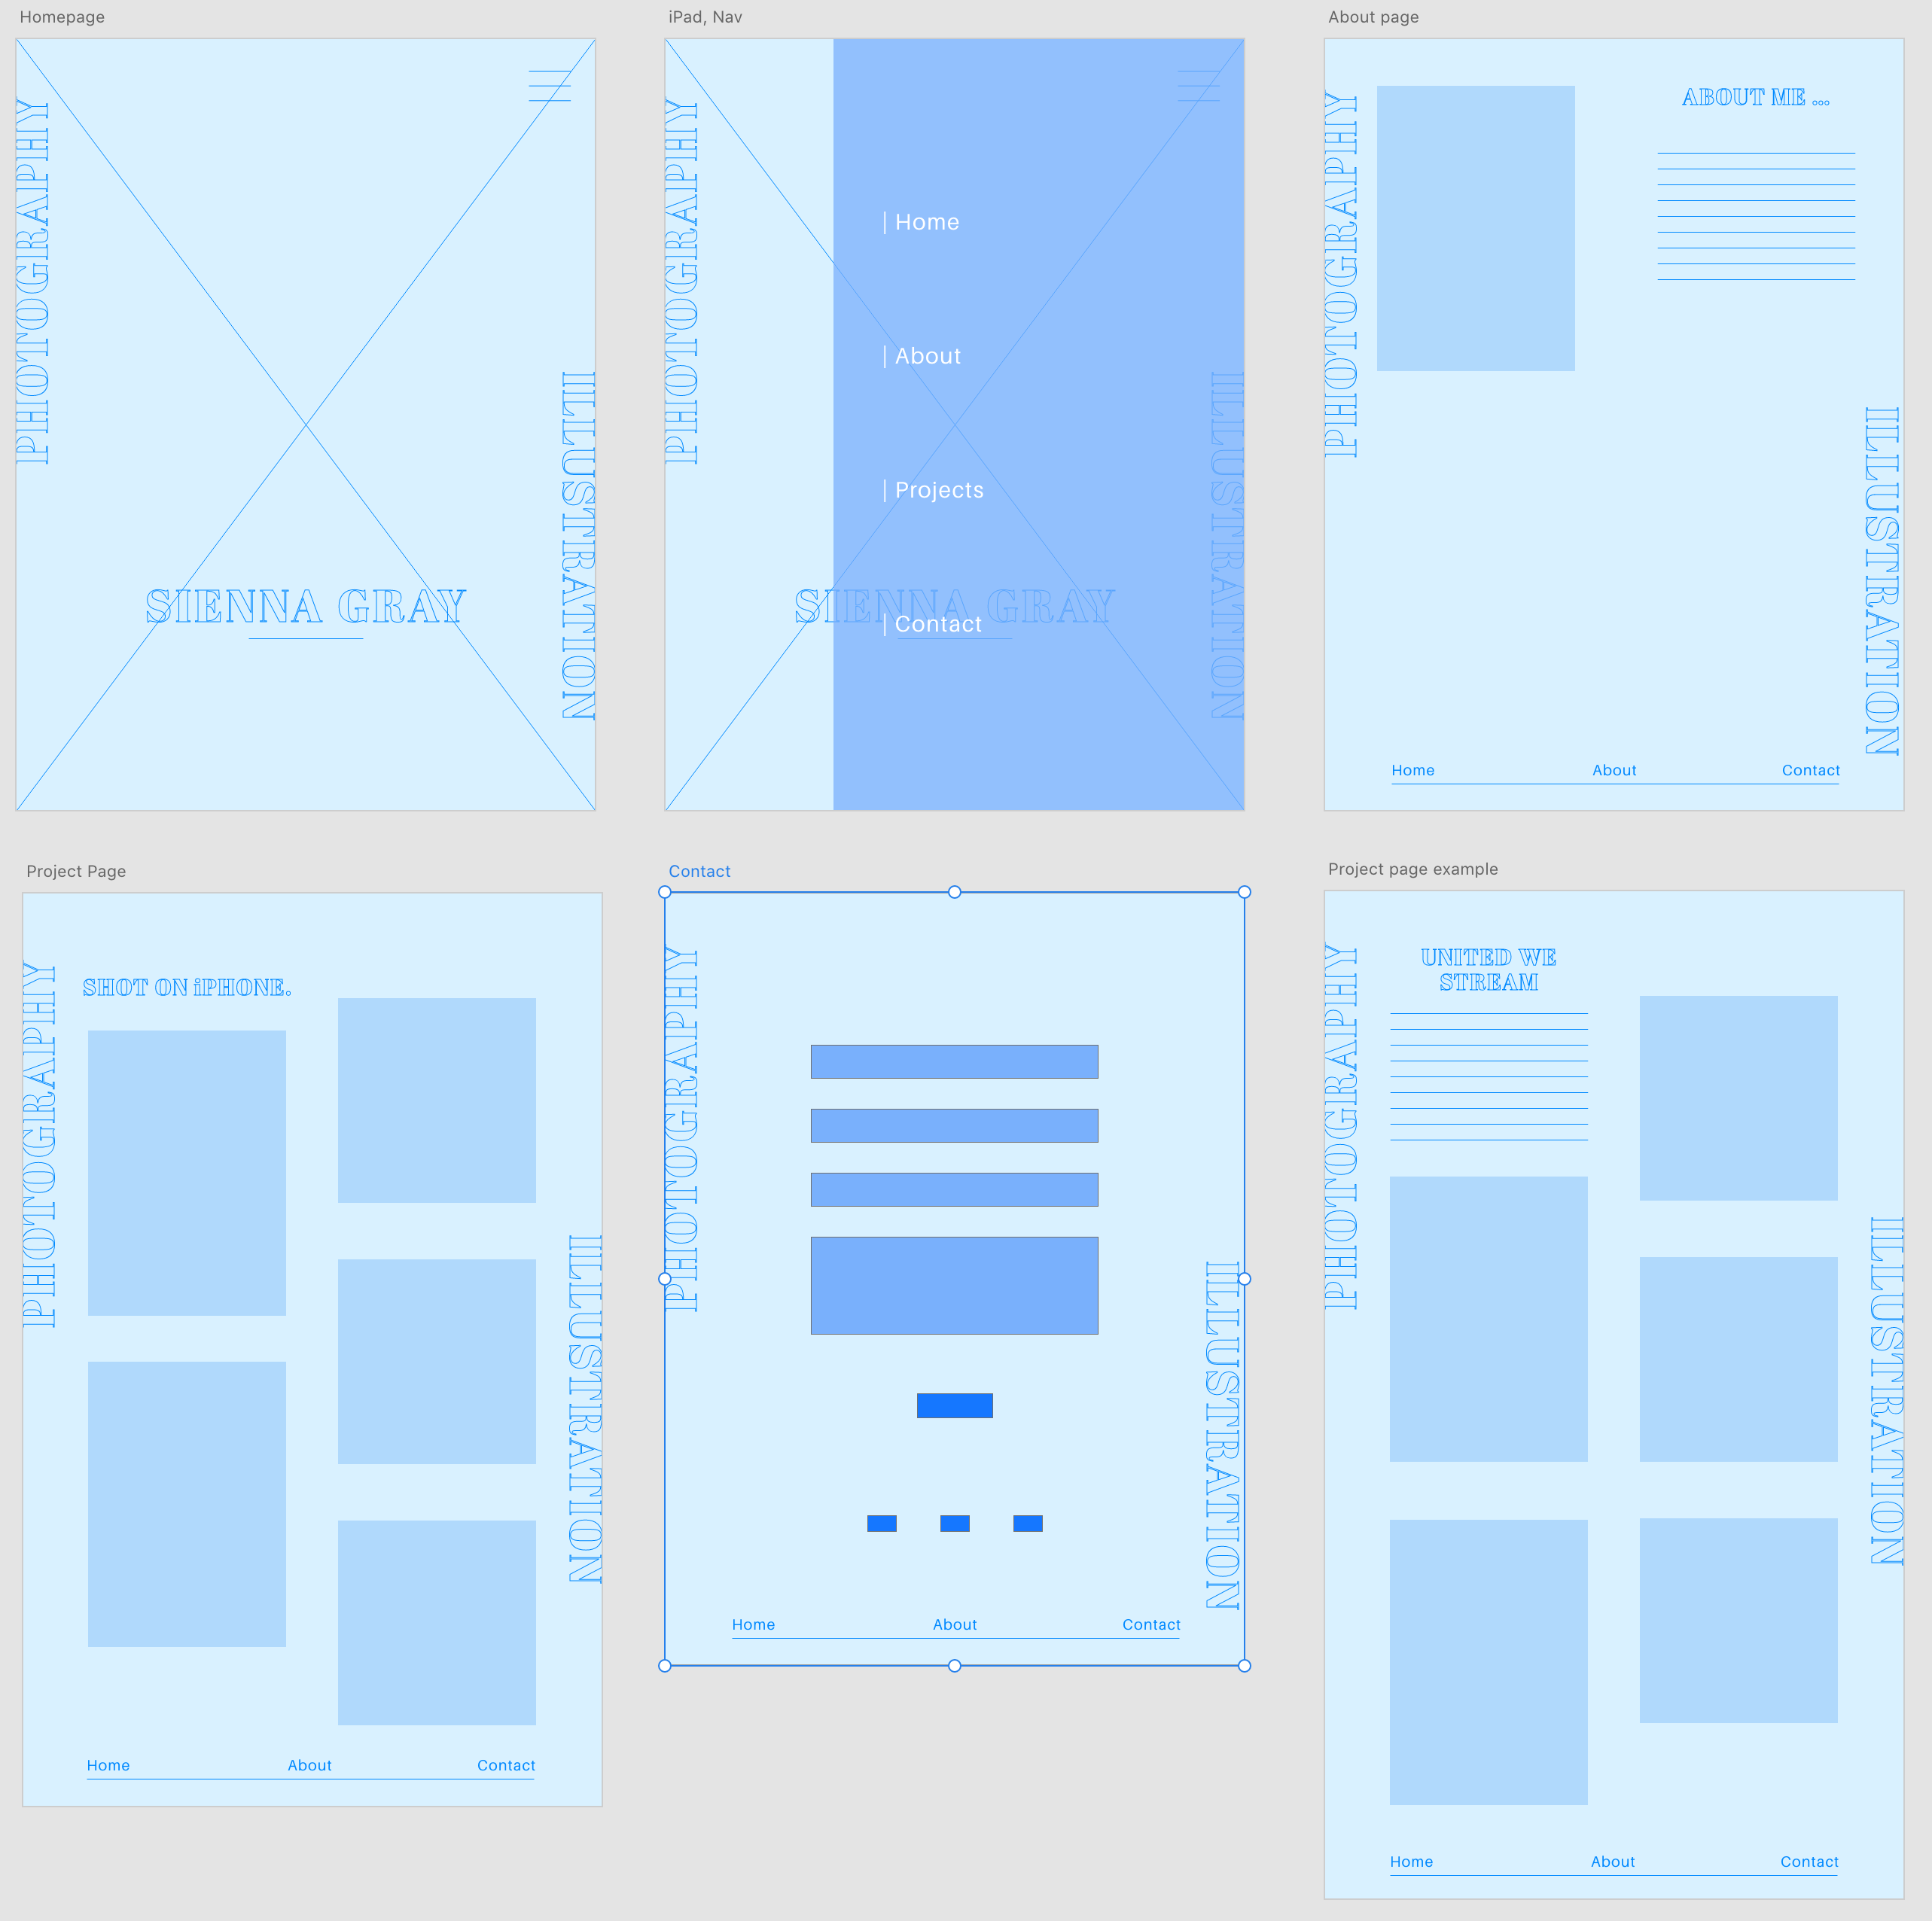 Homepage
PHOTOGRAPHY
ILLUSTRATION
SIENNA GRAY
iPad, Nav
PHOTOGRAPHY
| Home
| About
| Projects
ILLUSTRATION
SIENNA GRAY
| Contact
About page
PHOTOGRAPHY
ABOUT ME ...
ILLUSTRATION
Home About Contact
Project Page
PHOTOGRAPHY
SHOT ON iPHONE.
ILLUSTRATION
Home About Contact
Contact
PHOTOGRAPHY
ILLUSTRATION
Home About Contact
Project page example
PHOTOGRAPHY
UNITED WE
STREAM
ILLUSTRATION
Home About Contact